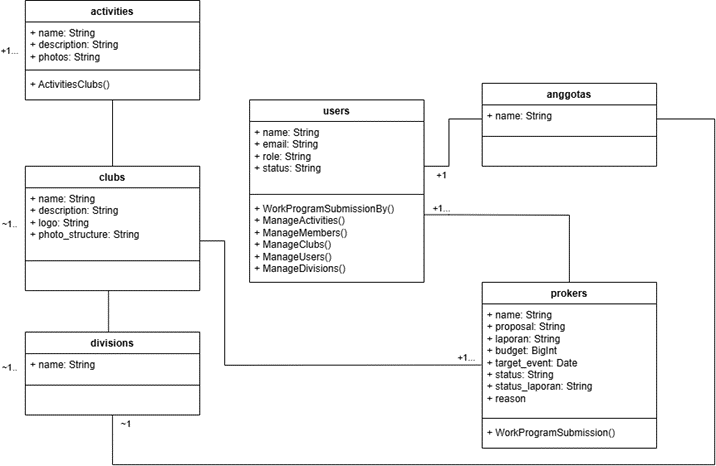 activities
+ name: String
+ description: String
+ photos: String
+ ActivitiesClubs()
+1...
clubs
+ name: String
+ description: String
+ logo: String
+ photo_structure: String
~1..
divisions
+ name: String
~1..
~1
users
+ name: String
+ email: String
+ role: String
+ status: String
+ WorkProgramSubmissionBy()
+ ManageActivities()
+ ManageMembers()
+ ManageClubs()
+ ManageUsers()
+ ManageDivisions()
+1
+1...
anggotas
+ name: String
prokers
+ name: String
+ proposal: String
+ laporan: String
+ budget: BigInt
+ target_event: Date
+ status: String
+ status_laporan: String
+ reason
+ WorkProgramSubmission()
+1...